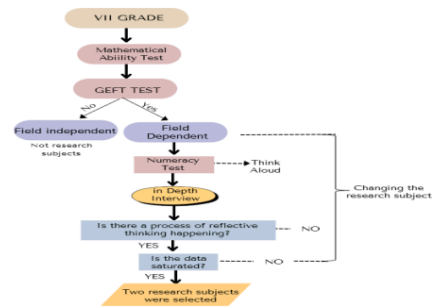 VII GRADE
Mathematical
Abiility Test
GEFT TEST
No
Yes
Field independent
Not research
subjects
Field
Dependent
Numeracy
Test
Think
Aloud
in Depth
Interview
Changing the
research subject
Is there a process of reflective
thinking happening?
NO
YES
Is the data
saturated?
NO
YES
Two research subjects
were selected